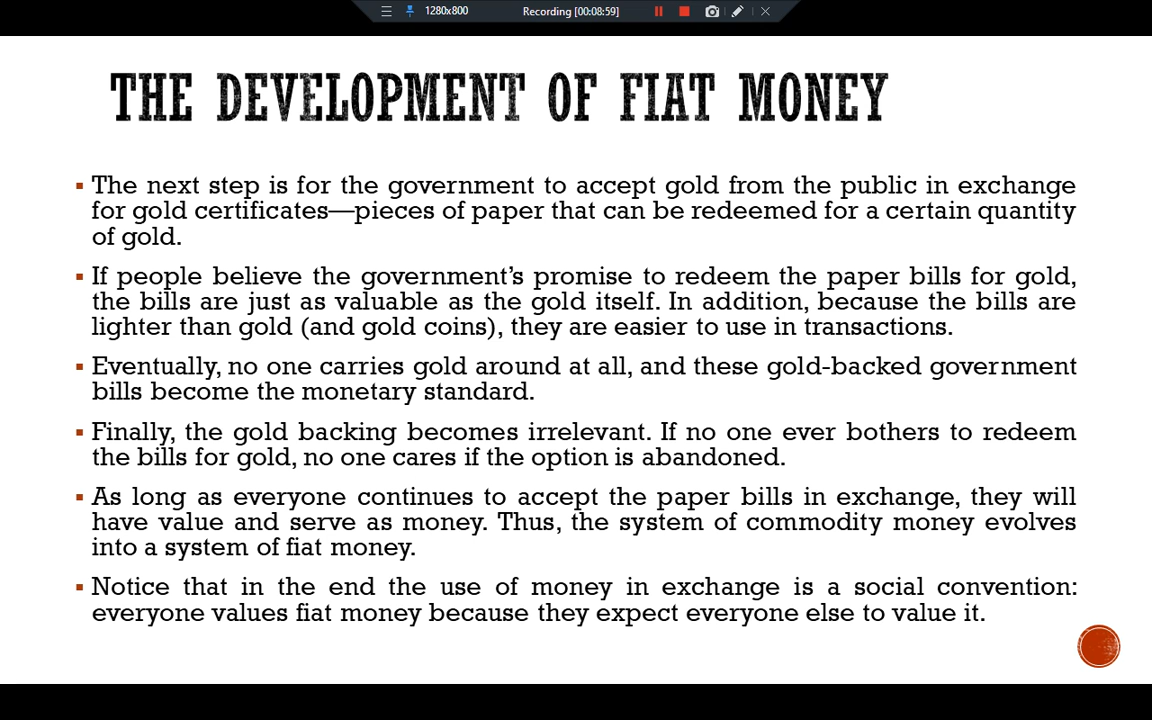 1280x800
Recording [00:08:59]
THE DEVELOPMENT OF FIAT MONEY
▪ The next step is for the government to accept gold from the public in exchange
for gold certificates—pieces of paper that can be redeemed for a certain quantity
of gold.
▪ If people believe the government’s promise to redeem the paper bills for gold,
the bills are just as valuable as the gold itself. In addition, because the bills are
lighter than gold (and gold coins), they are easier to use in transactions.
▪ Eventually, no one carries gold around at all, and these gold-backed government
bills become the monetary standard.
▪ Finally, the gold backing becomes irrelevant. If no one ever bothers to redeem
the bills for gold, no one cares if the option is abandoned.
▪ As long as everyone continues to accept the paper bills in exchange, they will
have value and serve as money. Thus, the system of commodity money evolves
into a system of fiat money.
▪ Notice that in the end the use of money in exchange is a social convention:
everyone values fiat money because they expect everyone else to value it.